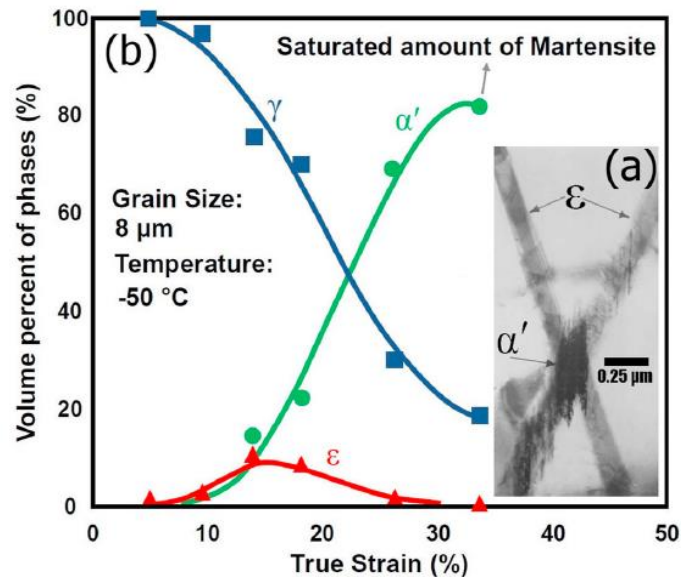 (b)
Saturated amount of Martensite
γ
α′
Grain Size:
8 μm
Temperature:
-50 °C
ε
(a)
ε
α′
0.25 μm
Volume percent of phases (%)
100
80
60
40
20
0
0 10 20 30 40 50
True Strain (%)